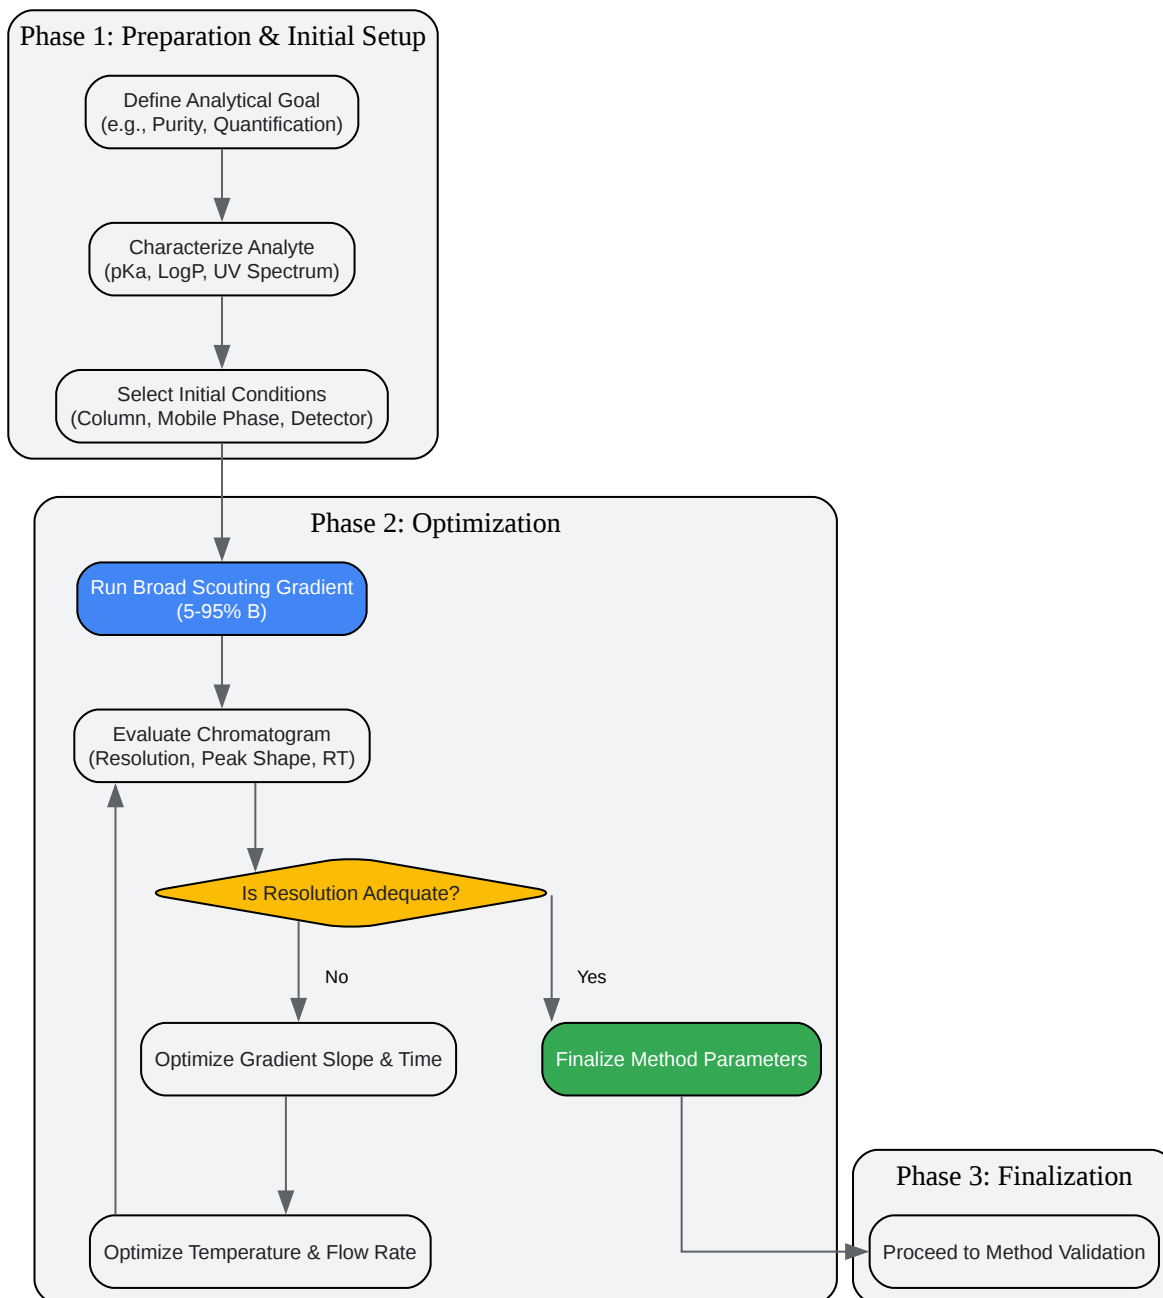 Phase 1: Preparation & Initial Setup
Define Analytical Goal
(e.g., Purity, Quantification)
Characterize Analyte
(pKa, LogP, UV Spectrum)
Select Initial Conditions
(Column, Mobile Phase, Detector)
Phase 2: Optimization
Run Broad Scouting Gradient
(5-95% B)
Evaluate Chromatogram
(Resolution, Peak Shape, RT)
Is Resolution Adequate?
No
Yes
Optimize Gradient Slope & Time
Finalize Method Parameters
Optimize Temperature & Flow Rate
Phase 3: Finalization
Proceed to Method Validation